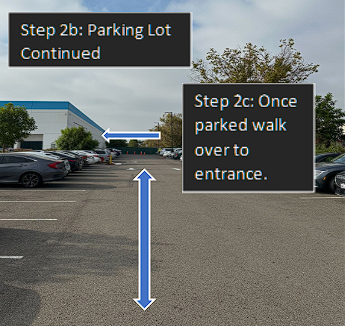 Step 2b: Parking Lot
Continued
Step 2c: Once
parked walk
over to
entrance.